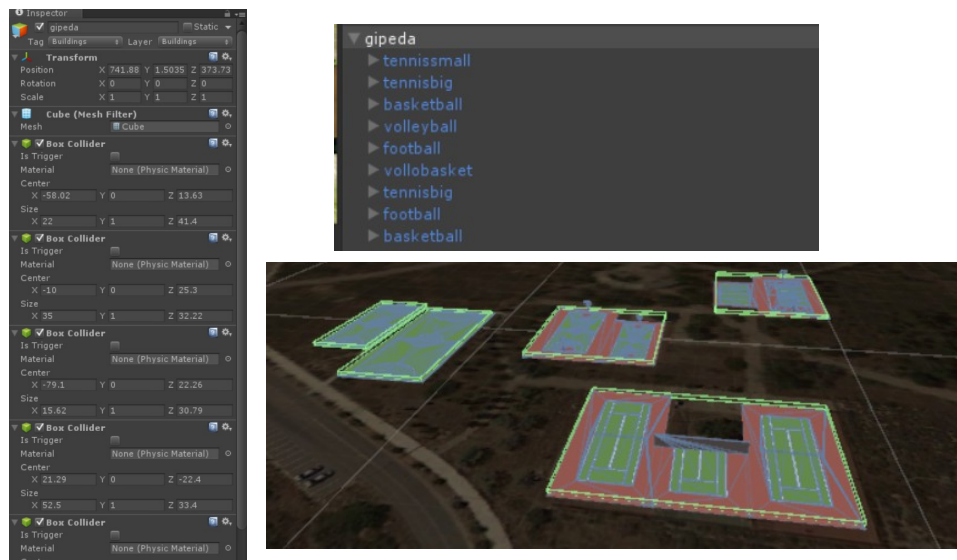 Inspector
gipeda Static
Tag Buildings Layer Buildings
Transform
Position X 741.88 Y 1.5035 Z 373.73
Rotation X 0 Y 0 Z 0
Scale X 1 Y 1 Z 1
Cube (Mesh Filter)
Mesh Cube
Box Collider
Is Trigger
Material None (Physic Material)
Center
X -58.02 Y 0 Z 13.63
Size
X 22 Y 1 Z 41.4
Box Collider
Is Trigger
Material None (Physic Material)
Center
X -10 Y 0 Z 25.3
Size
X 35 Y 1 Z 32.22
Box Collider
Is Trigger
Material None (Physic Material)
Center
X -79.1 Y 0 Z 22.26
Size
X 15.62 Y 1 Z 30.79
Box Collider
Is Trigger
Material None (Physic Material)
Center
X 21.29 Y 0 Z -22.4
Size
X 52.5 Y 1 Z 33.4
Box Collider
Is Trigger
Material None (Physic Material)
gipeda
tennissmall
tennisbig
basketball
volleyball
football
vollobasket
tennisbig
football
basketball